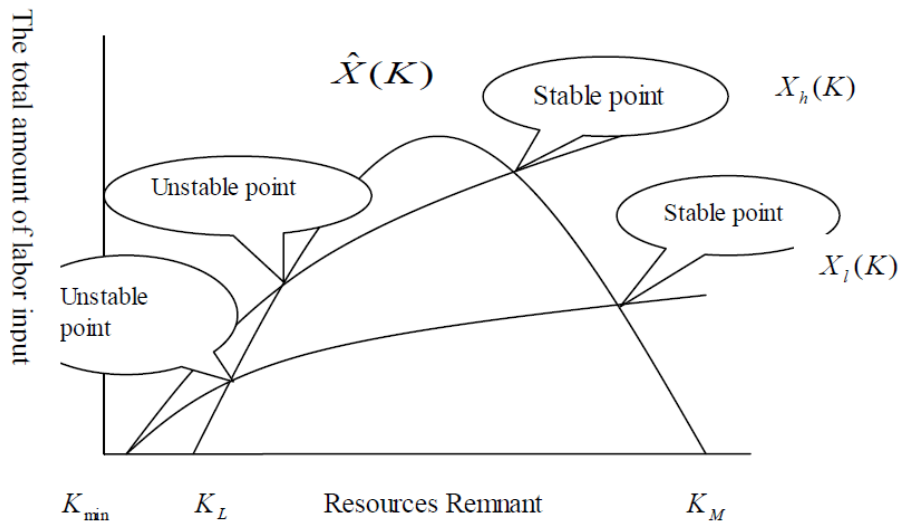 The total amount of labor input
X̂(K)
Stable point
X_h(K)
Unstable point
Stable point
X_l(K)
Unstable
point
K_min K_L Resources Remnant K_M